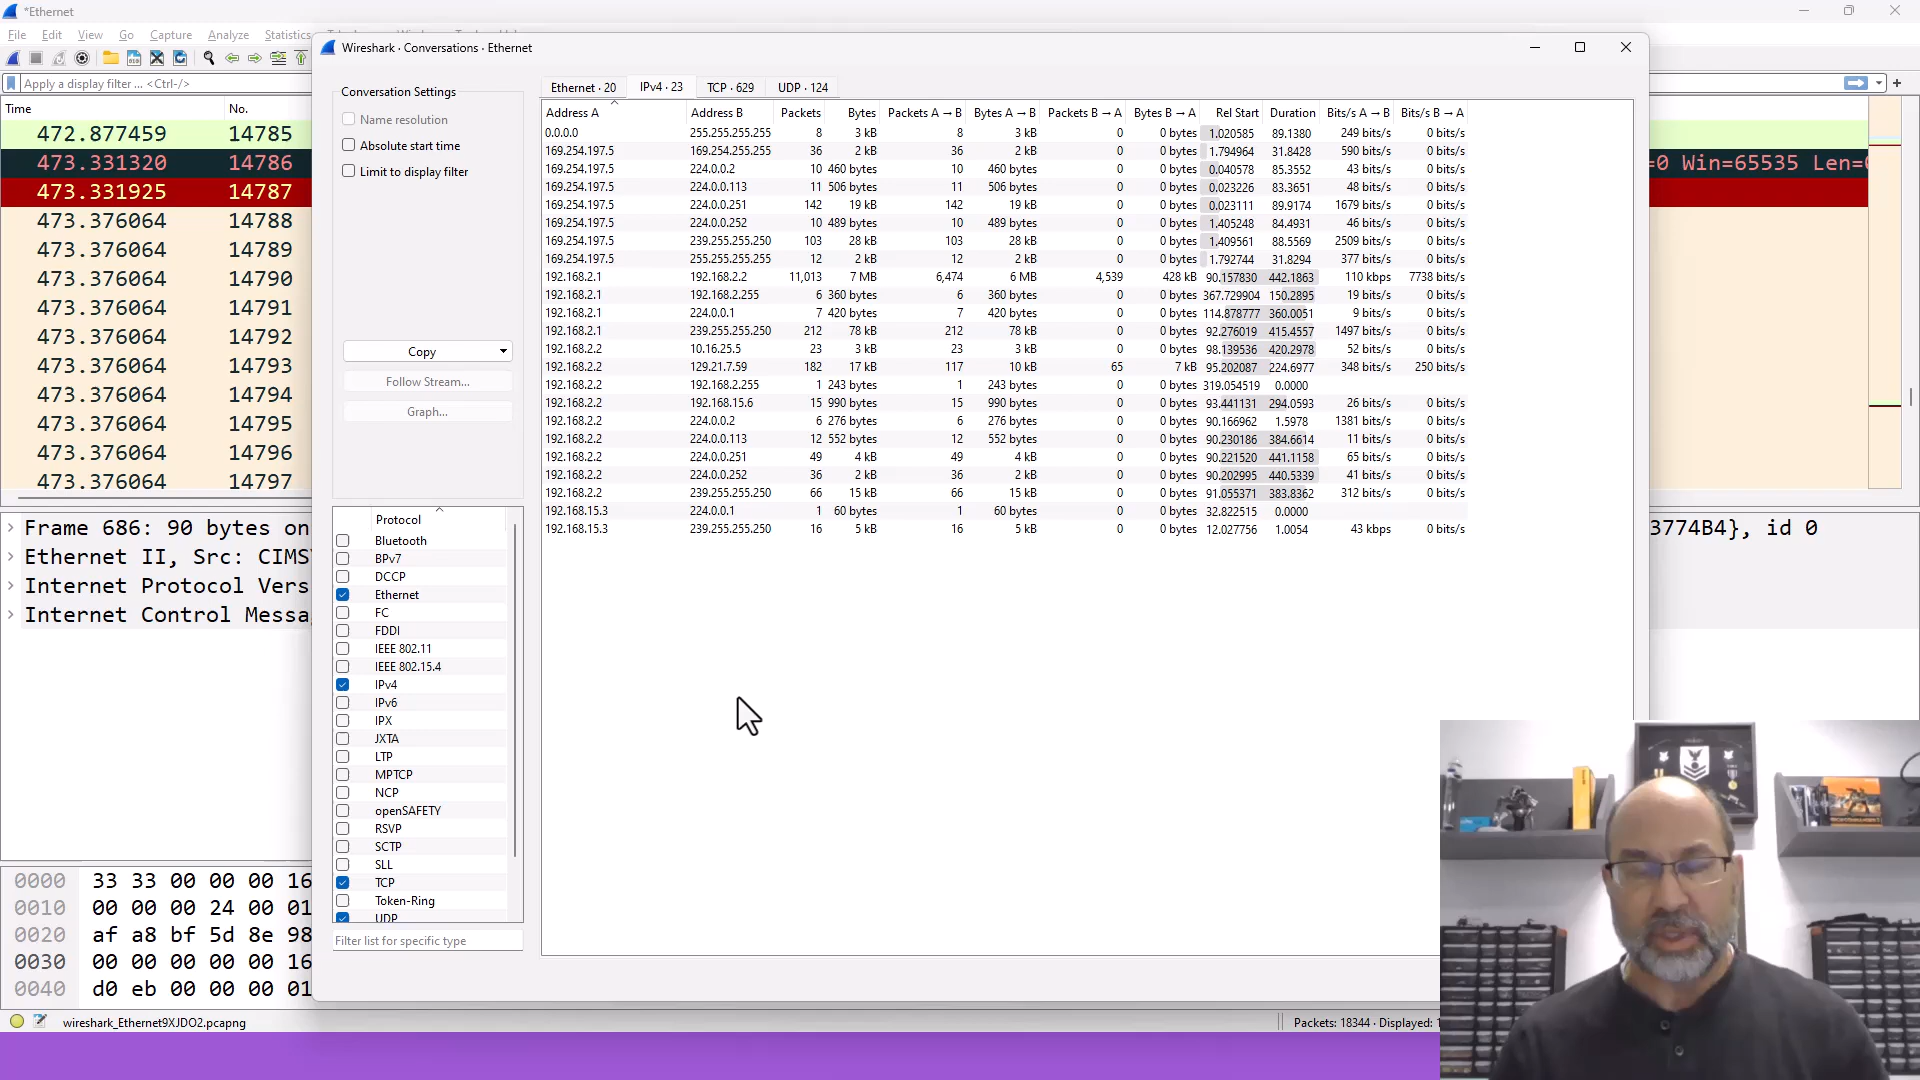 *Ethernet
File Edit View Go Capture Analyze Statistics
Wireshark · Conversations · Ethernet
Apply a display filter ... <Ctrl-/>
Time No.
472.877459 14785
473.331320 14786
=0 Win=65535 Len=
473.331925 14787
473.376064 14788
473.376064 14789
473.376064 14790
473.376064 14791
473.376064 14792
473.376064 14793
473.376064 14794
473.376064 14795
473.376064 14796
473.376064 14797
Frame 686: 90 bytes on
3774B4}, id 0
Ethernet II, Src: CIMS
Internet Protocol Vers
Internet Control Messa
0000 33 33 00 00 00 16
0010 00 00 00 24 00 01
0020 af a8 bf 5d 8e 98
0030 00 00 00 00 00 16
0040 d0 eb 00 00 00 01
wireshark_Ethernet9XJDO2.pcapng
Packets: 18344 · Displayed: 1
Conversation Settings
Name resolution
Absolute start time
Limit to display filter
Copy
Follow Stream...
Graph...
Protocol
Bluetooth
BPv7
DCCP
Ethernet
FC
FDDI
IEEE 802.11
IEEE 802.15.4
IPv4
IPv6
IPX
JXTA
LTP
MPTCP
NCP
openSAFETY
RSVP
SCTP
SLL
TCP
Token-Ring
UDP
Filter list for specific type
Ethernet · 20 IPv4 · 23 TCP · 629 UDP · 124
Address A Address B Packets Bytes Packets A → B Bytes A → B Packets B → A Bytes B → A Rel Start Duration Bits/s A → B Bits/s B → A
0.0.0.0 255.255.255.255 8 3 kB 8 3 kB 0 0 bytes 1.020585 89.1380 249 bits/s 0 bits/s
169.254.197.5 169.254.255.255 36 2 kB 36 2 kB 0 0 bytes 1.794964 31.8428 590 bits/s 0 bits/s
169.254.197.5 224.0.0.2 10 460 bytes 10 460 bytes 0 0 bytes 0.040578 85.3552 43 bits/s 0 bits/s
169.254.197.5 224.0.0.113 11 506 bytes 11 506 bytes 0 0 bytes 0.023226 83.3651 48 bits/s 0 bits/s
169.254.197.5 224.0.0.251 142 19 kB 142 19 kB 0 0 bytes 0.023111 89.9174 1679 bits/s 0 bits/s
169.254.197.5 224.0.0.252 10 489 bytes 10 489 bytes 0 0 bytes 1.405248 84.4931 46 bits/s 0 bits/s
169.254.197.5 239.255.255.250 103 28 kB 103 28 kB 0 0 bytes 1.409561 88.5569 2509 bits/s 0 bits/s
169.254.197.5 255.255.255.255 12 2 kB 12 2 kB 0 0 bytes 1.792744 31.8294 377 bits/s 0 bits/s
192.168.2.1 192.168.2.2 11,013 7 MB 6,474 6 MB 4,539 428 kB 90.157830 442.1863 110 kbps 7738 bits/s
192.168.2.1 192.168.2.255 6 360 bytes 6 360 bytes 0 0 bytes 367.729904 150.2895 19 bits/s 0 bits/s
192.168.2.1 224.0.0.1 7 420 bytes 7 420 bytes 0 0 bytes 114.878777 360.0051 9 bits/s 0 bits/s
192.168.2.1 239.255.255.250 212 78 kB 212 78 kB 0 0 bytes 92.276019 415.4557 1497 bits/s 0 bits/s
192.168.2.2 10.16.25.5 23 3 kB 23 3 kB 0 0 bytes 98.139536 420.2978 52 bits/s 0 bits/s
192.168.2.2 129.21.7.59 182 17 kB 117 10 kB 65 7 kB 95.202087 224.6977 348 bits/s 250 bits/s
192.168.2.2 192.168.2.255 1 243 bytes 1 243 bytes 0 0 bytes 319.054519 0.0000
192.168.2.2 192.168.15.6 15 990 bytes 15 990 bytes 0 0 bytes 93.441131 294.0593 26 bits/s 0 bits/s
192.168.2.2 224.0.0.2 6 276 bytes 6 276 bytes 0 0 bytes 90.166962 1.5978 1381 bits/s 0 bits/s
192.168.2.2 224.0.0.113 12 552 bytes 12 552 bytes 0 0 bytes 90.230186 384.6614 11 bits/s 0 bits/s
192.168.2.2 224.0.0.251 49 4 kB 49 4 kB 0 0 bytes 90.221520 441.1158 65 bits/s 0 bits/s
192.168.2.2 224.0.0.252 36 2 kB 36 2 kB 0 0 bytes 90.202995 440.5339 41 bits/s 0 bits/s
192.168.2.2 239.255.255.250 66 15 kB 66 15 kB 0 0 bytes 91.055371 383.8362 312 bits/s 0 bits/s
192.168.15.3 224.0.0.1 1 60 bytes 1 60 bytes 0 0 bytes 32.822515 0.0000
192.168.15.3 239.255.255.250 16 5 kB 16 5 kB 0 0 bytes 12.027756 1.0054 43 kbps 0 bits/s